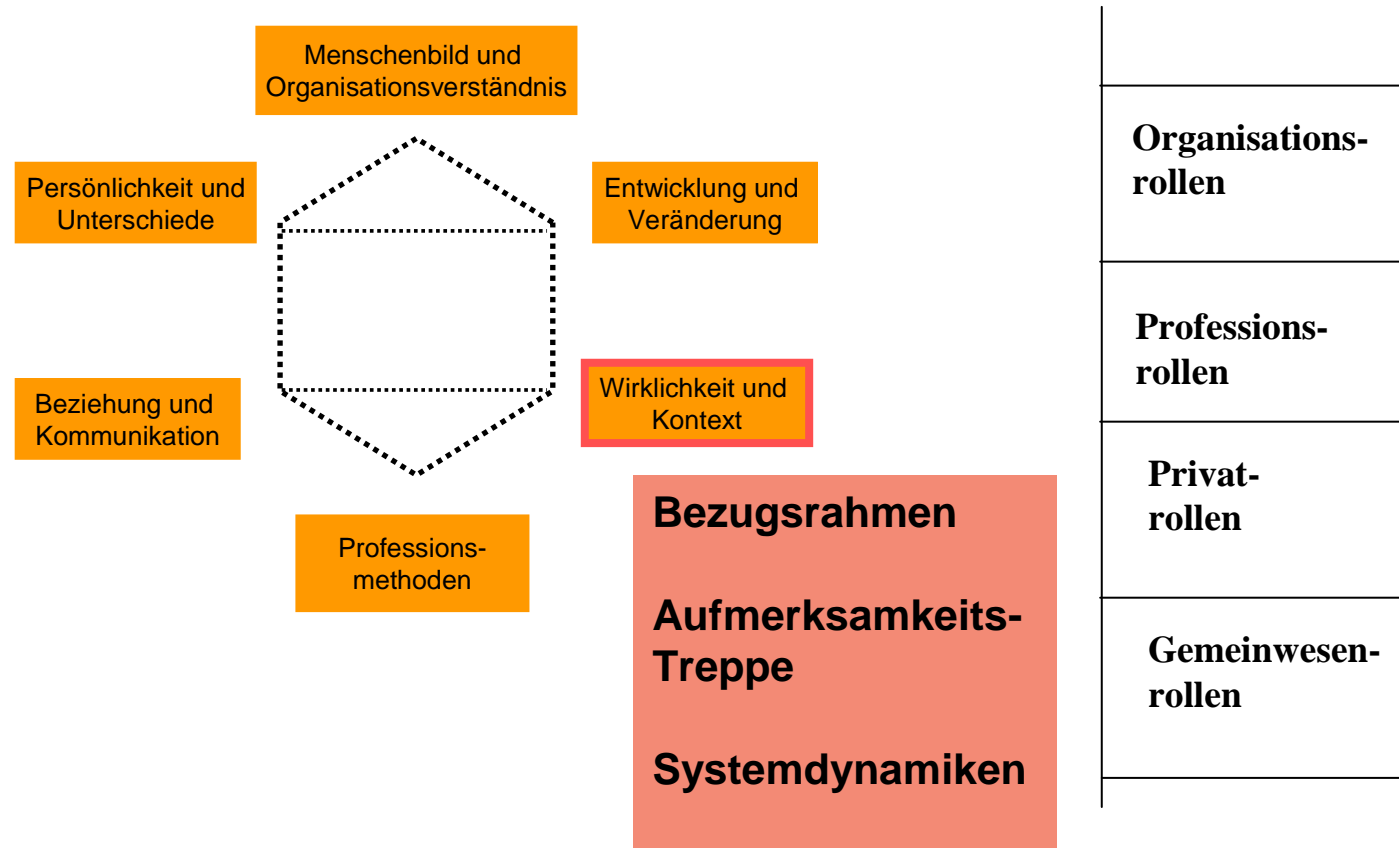 Menschenbild und
Organisationsverständnis
Persönlichkeit und
Unterschiede
Entwicklung und
Veränderung
Beziehung und
Kommunikation
Wirklichkeit und
Kontext
Professions-
methoden
Bezugsrahmen
Aufmerksamkeits-
Treppe
Systemdynamiken
Organisations-
rollen
Professions-
rollen
Privat-
rollen
Gemeinwesen-
rollen